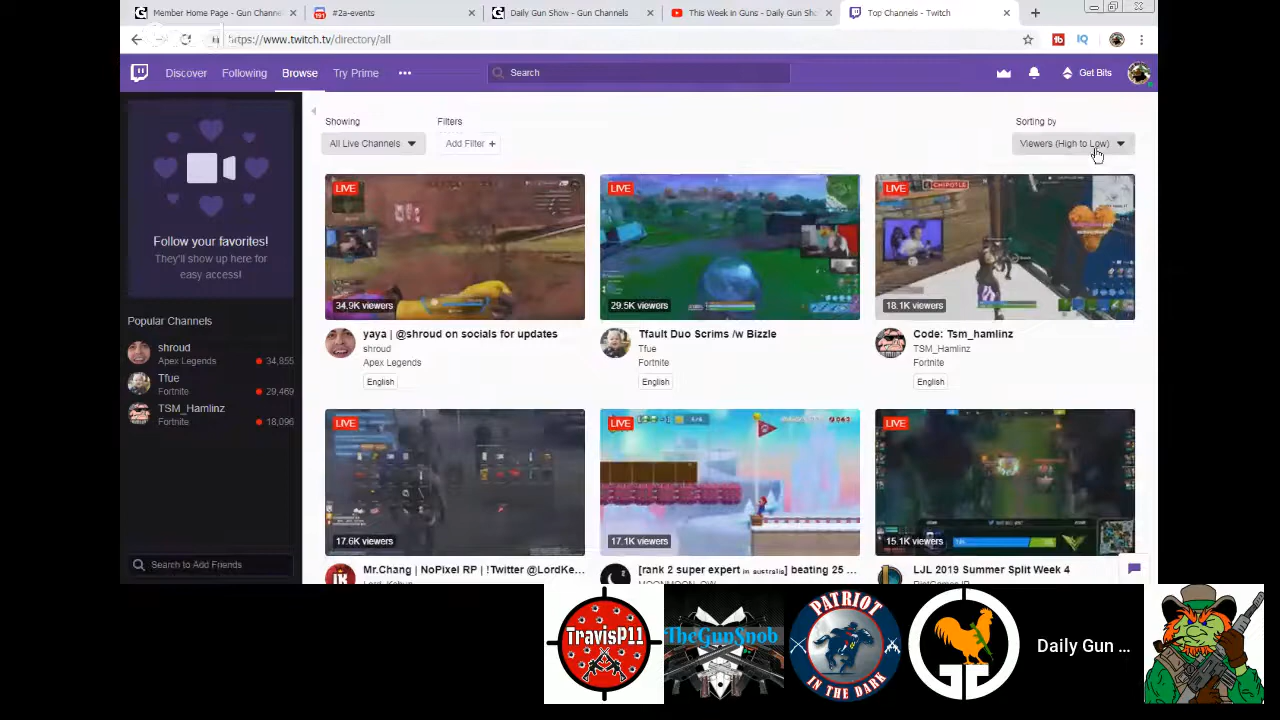 Member Home Page - Gun Channe
#2a-events
Daily Gun Show - Gun Channels
This Week in Guns - Daily Gun Sho
Top Channels - Twitch
https://www.twitch.tv/directory/all
Discover
Following
Browse
Try Prime
Search
Get Bits
Follow your favorites!
They'll show up here for
easy access!
Popular Channels
shroud
Apex Legends
34,855
Tfue
Fortnite
29,469
TSM_Hamlinz
Fortnite
18,096
Search to Add Friends
Showing
All Live Channels
Filters
Add Filter +
Sorting by
Viewers (High to Low)
LIVE
34.9K viewers
yaya | @shroud on socials for updates
shroud
Apex Legends
English
LIVE
29.5K viewers
Tfault Duo Scrims /w Bizzle
Tfue
Fortnite
English
LIVE
CHIPOTLE
18.1K viewers
Code: Tsm_hamlinz
TSM_Hamlinz
Fortnite
English
LIVE
17.6K viewers
Mr.Chang | NoPixel RP | !Twitter @LordKe...
LIVE
17.1K viewers
[rank 2 super expert in australia] beating 25 ...
LIVE
15.1K viewers
LJL 2019 Summer Split Week 4
TravisP11
TheGunSnob
PATRIOT
IN THE DARK
GG
Daily Gun ...